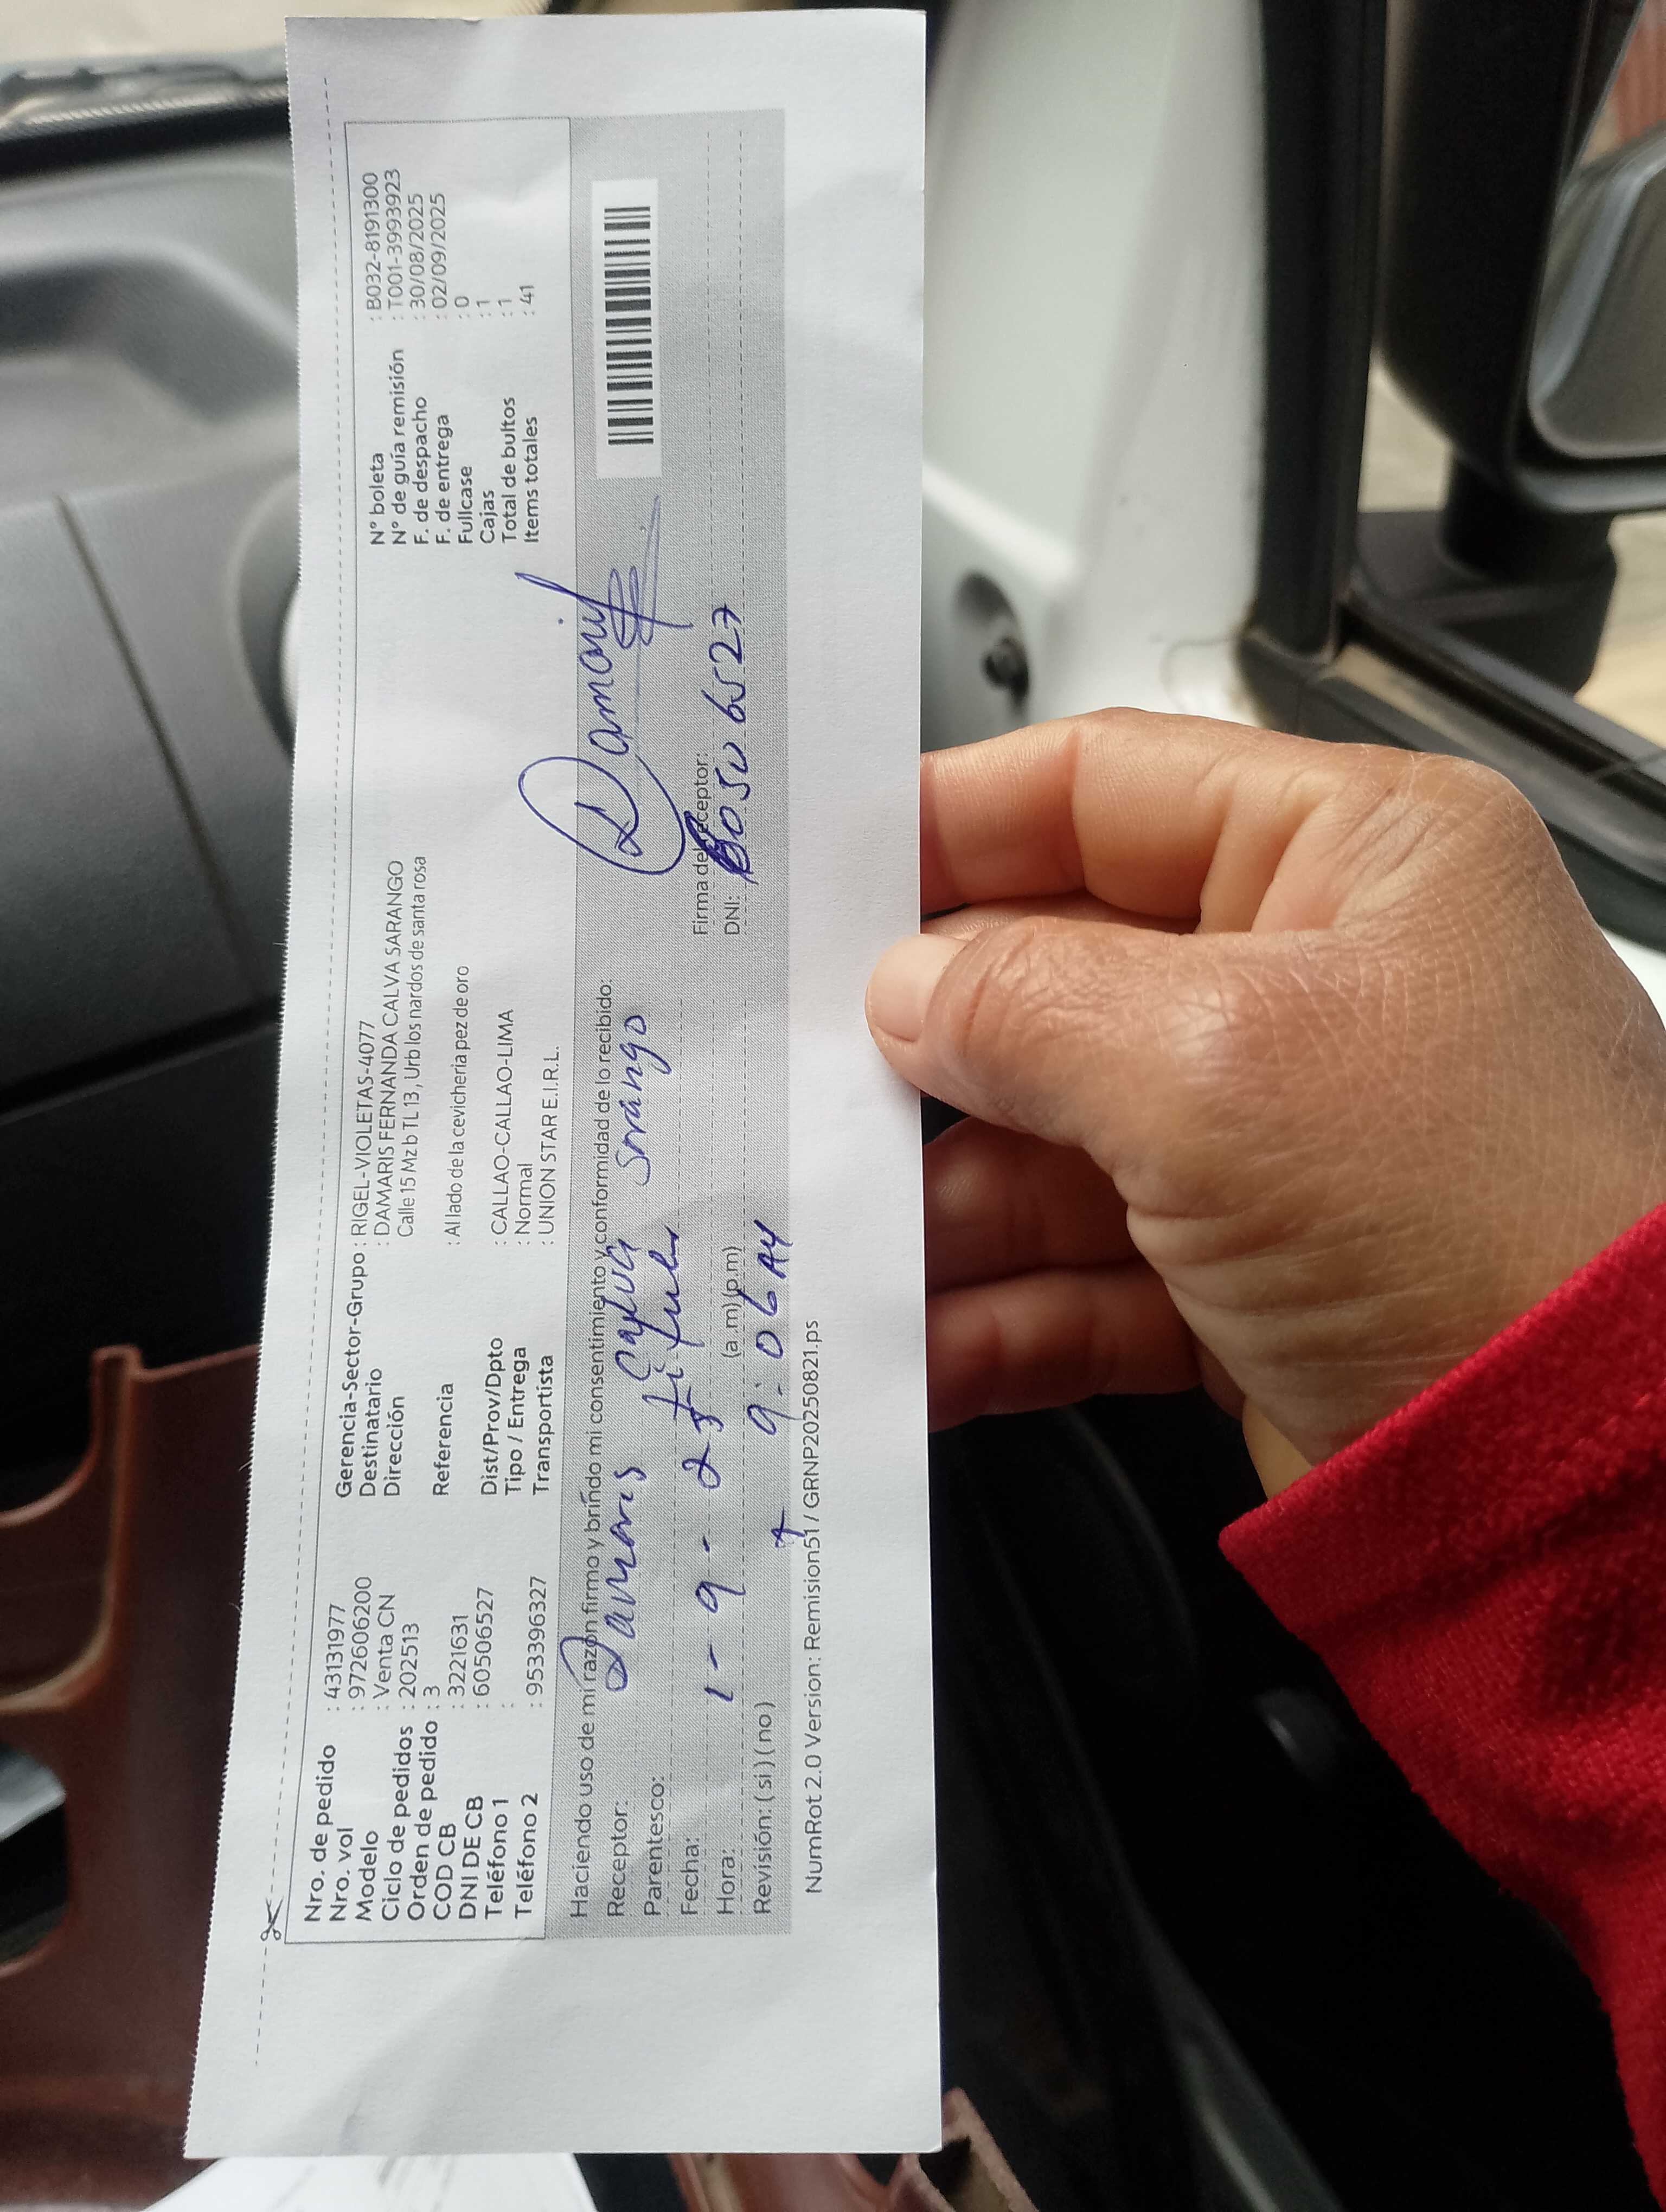 Nro. de pedido : 43131977
Nro. vol : 972606200
Modelo : Venta CN
Ciclo de pedidos : 202513
Orden de pedido : 3
COD CB : 3221631
DNI DE CB : 60506527
Teléfono 1 :
Teléfono 2 : 953396327
Gerencia-Sector-Grupo : RIGEL-VIOLETAS-4077
Destinatario : DAMARIS FERNANDA CALVA SARANGO
Dirección Calle 15 Mz b TL 13 , Urb los nardos de santa rosa
Referencia : Al lado de la cevicheria pez de oro
Dist/Prov/Dpto : CALLAO-CALLAO-LIMA
Tipo / Entrega : Normal
Transportista : UNION STAR E.I.R.L.
N° boleta : B032-8191300
N° de guía remisión : T001-3993923
F. de despacho : 30/08/2025
F. de entrega : 02/09/2025
Fullcase : 0
Cajas : 1
Total de bultos : 1
Items totales : 41
Haciendo uso de mi razón firmo y brindo mi consentimiento y conformidad de lo recibido:
Receptor: Damaris Calva Sarango
Parentesco: Titular
Fecha: 1 - 9 - 25
Hora: (a.m) (p.m) 9:06 AM
Revisión: ( si ) ( no )
Damaris
Firma del receptor:
DNI: 60506527
NumRot 2.0 Version: Remision51 / GRNP20250821.ps